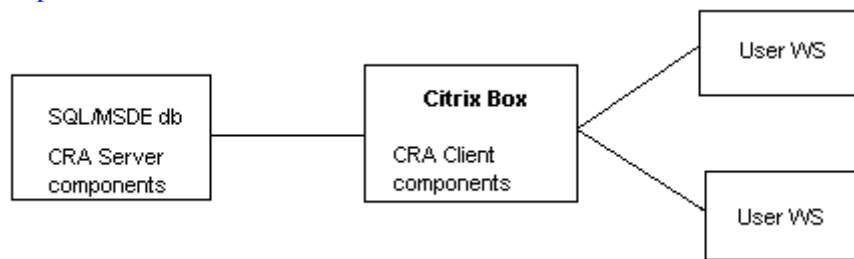 SQL/MSDE db
CRA Server
components
Citrix Box
CRA Client
components
User WS
User WS